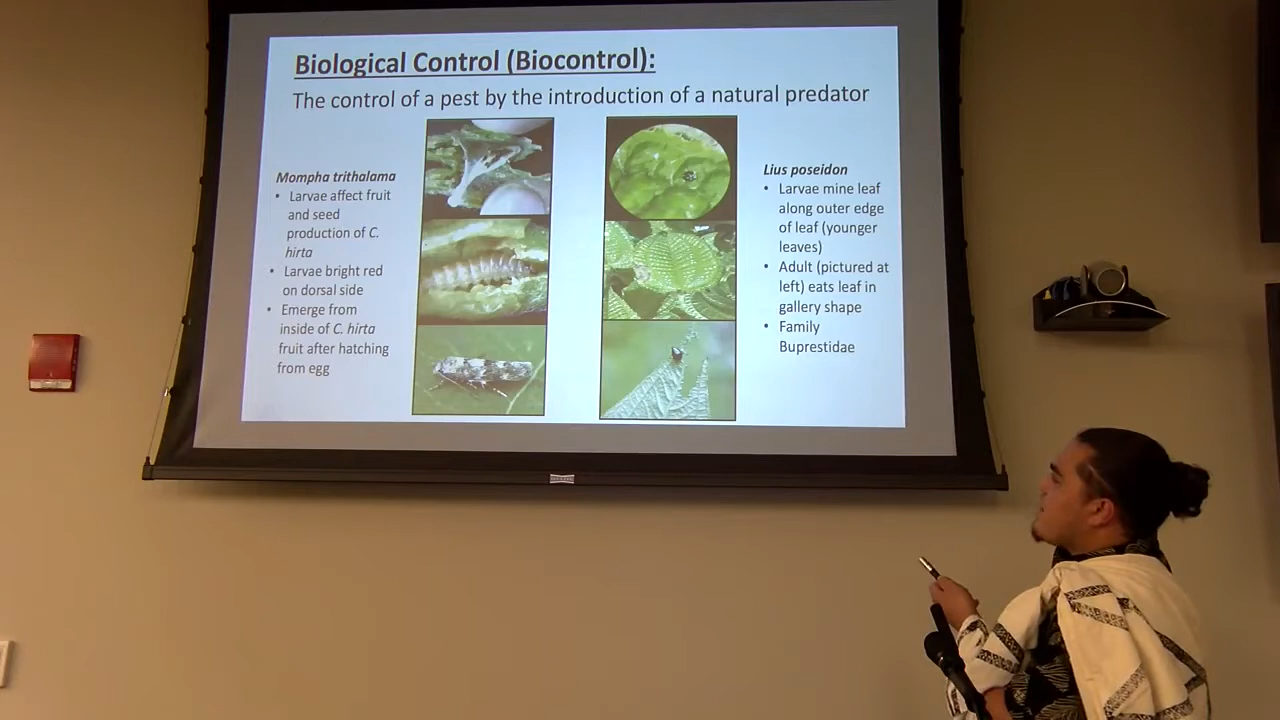 Biological Control (Biocontrol):
The control of a pest by the introduction of a natural predator
Mompha trithalama
• Larvae affect fruit
and seed
production of C.
hirta
• Larvae bright red
on dorsal side
• Emerge from
inside of C. hirta
fruit after hatching
from egg
Lius poseidon
• Larvae mine leaf
along outer edge
of leaf (younger
leaves)
• Adult (pictured at
left) eats leaf in
gallery shape
• Family
Buprestidae